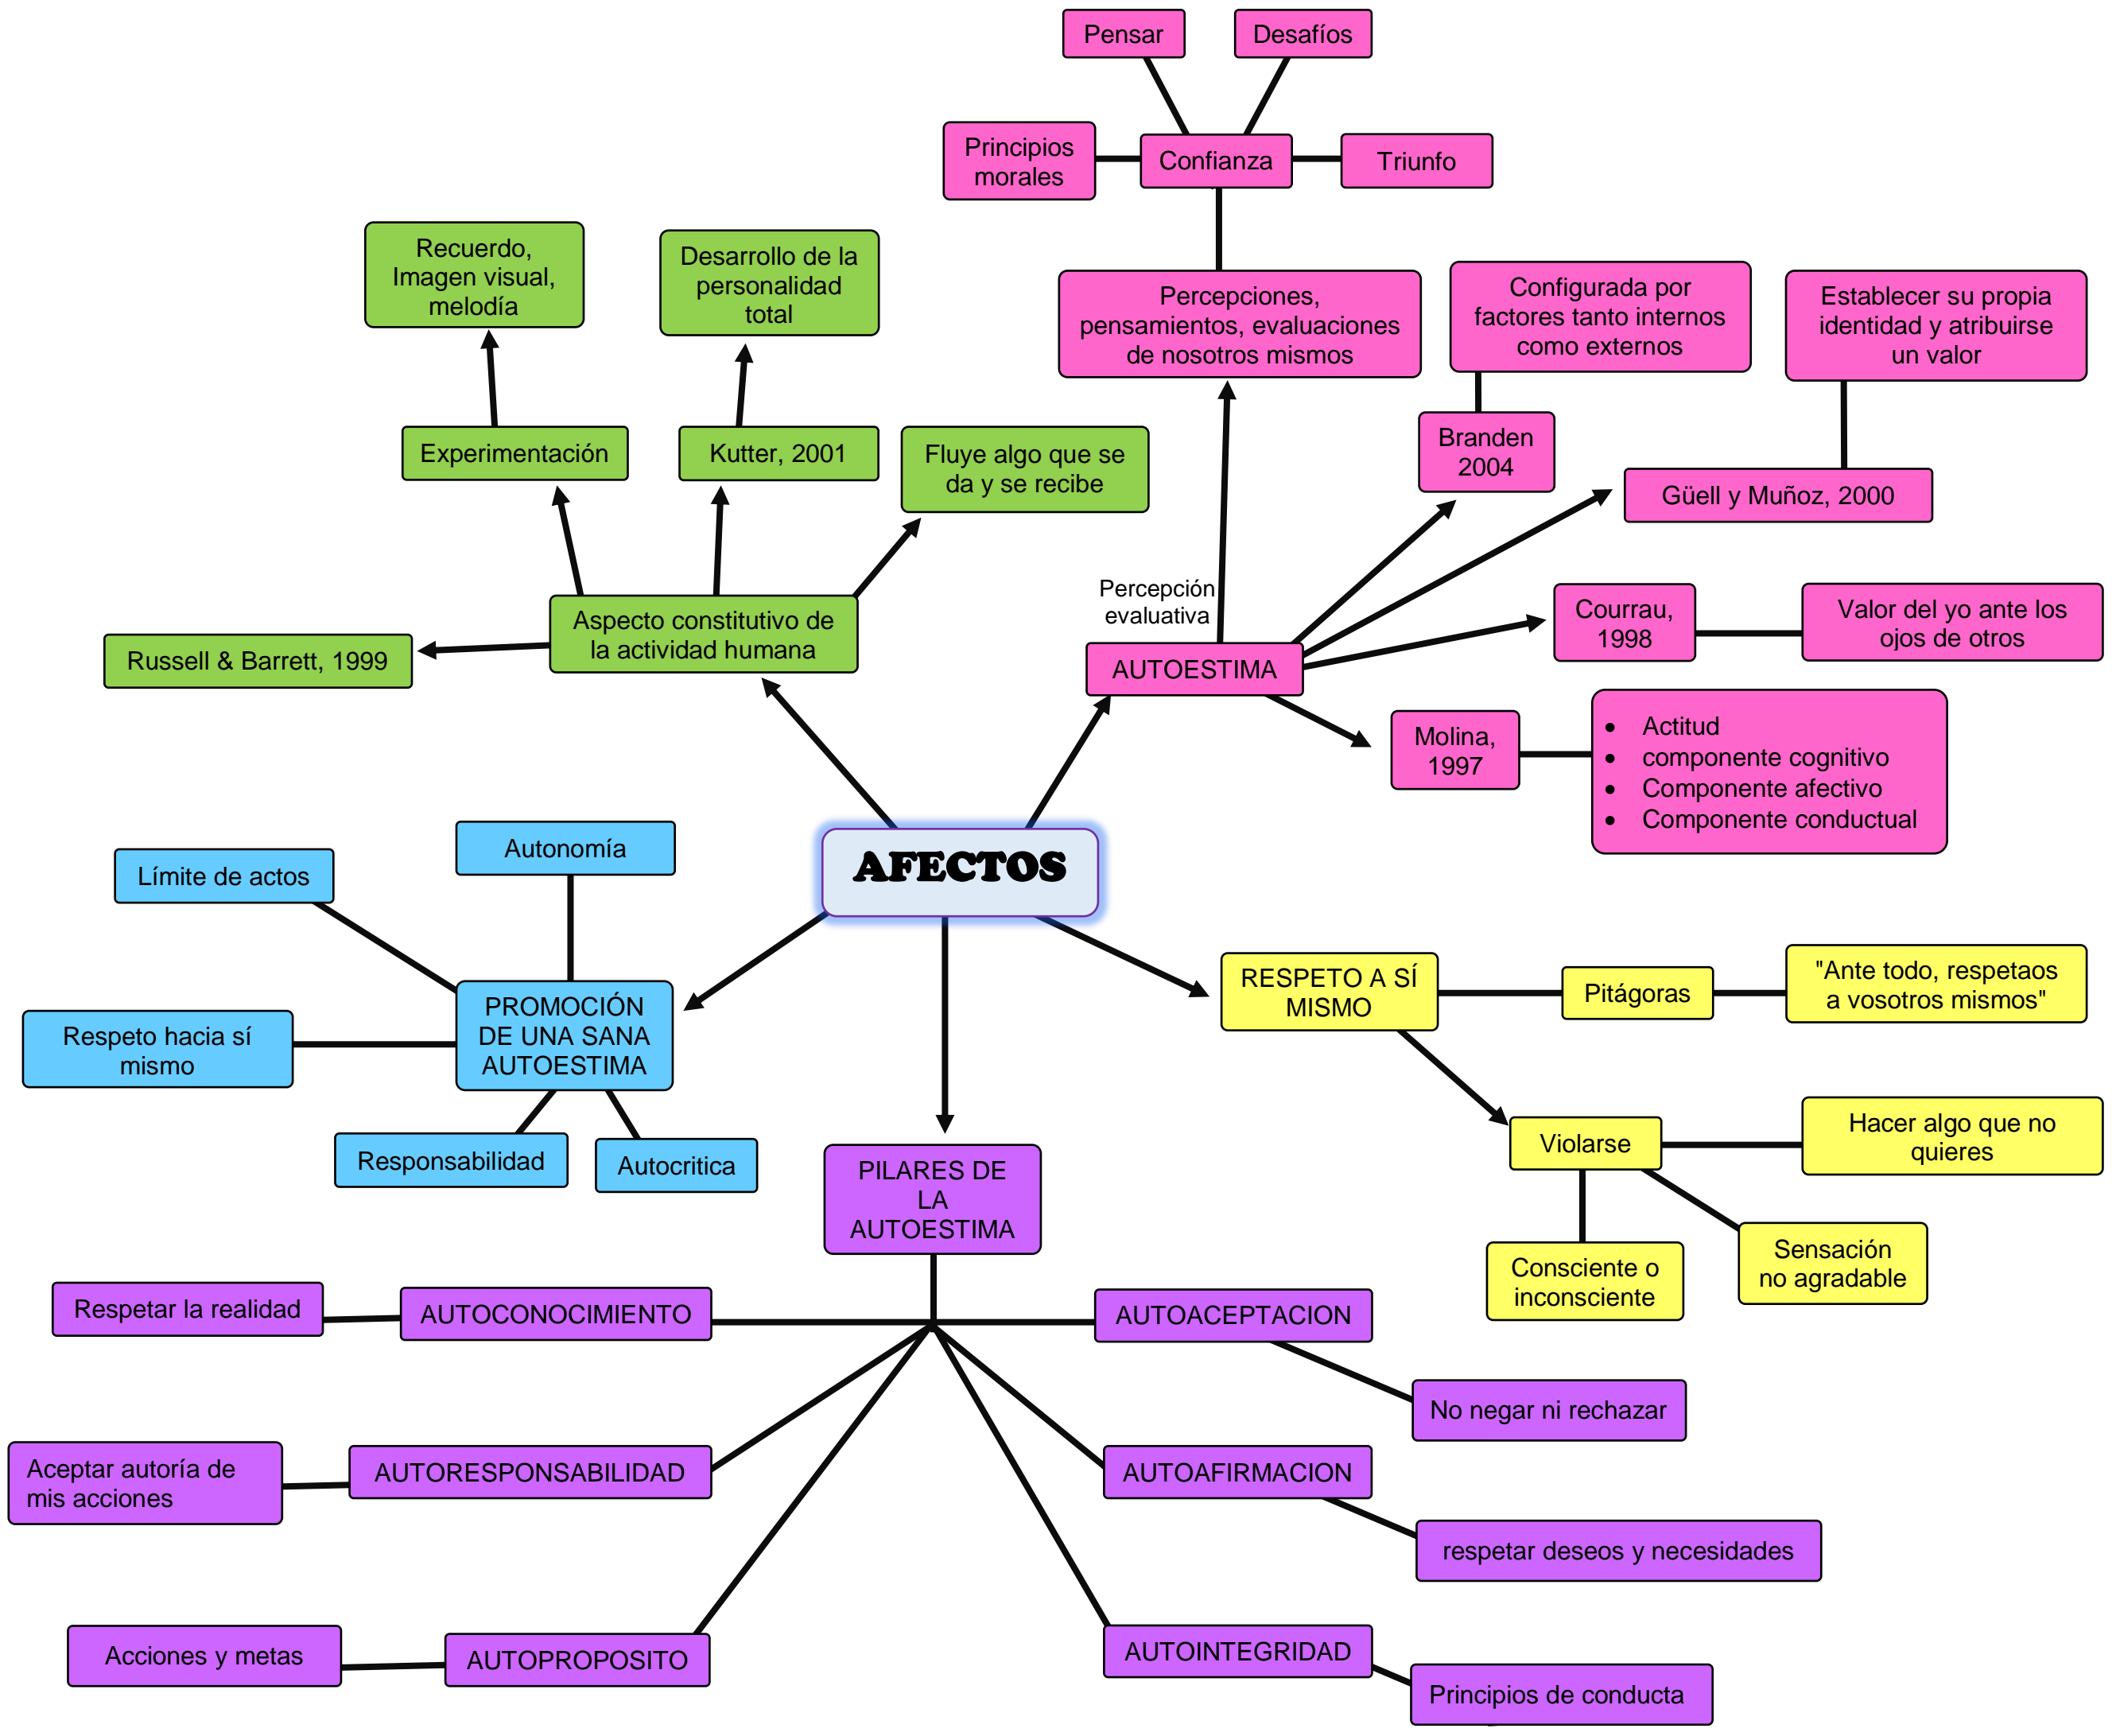 Pensar
Desafíos
Principios
morales
Confianza
Triunfo
Recuerdo,
Imagen visual,
melodía
Desarrollo de la
personalidad
total
Percepciones,
pensamientos, evaluaciones
de nosotros mismos
Configurada por
factores tanto internos
como externos
Establecer su propia
identidad y atribuirse
un valor
Experimentación
Kutter, 2001
Fluye algo que se
da y se recibe
Branden
2004
Güell y Muñoz, 2000
Percepción
evaluativa
Aspecto constitutivo de
la actividad humana
Russell & Barrett, 1999
AUTOESTIMA
Courrau,
1998
Valor del yo ante los
ojos de otros
Molina,
1997
• Actitud
• componente cognitivo
• Componente afectivo
• Componente conductual
AFECTOS
Autonomía
Límite de actos
PROMOCIÓN
DE UNA SANA
AUTOESTIMA
Respeto hacia sí
mismo
Responsabilidad
Autocritica
RESPETO A SÍ
MISMO
Pitágoras
"Ante todo, respetaos
a vosotros mismos"
Violarse
Hacer algo que no
quieres
Consciente o
inconsciente
Sensación
no agradable
PILARES DE
LA
AUTOESTIMA
Respetar la realidad
AUTOCONOCIMIENTO
AUTOACEPTACION
No negar ni rechazar
Aceptar autoría de
mis acciones
AUTORESPONSABILIDAD
AUTOAFIRMACION
respetar deseos y necesidades
Acciones y metas
AUTOPROPOSITO
AUTOINTEGRIDAD
Principios de conducta